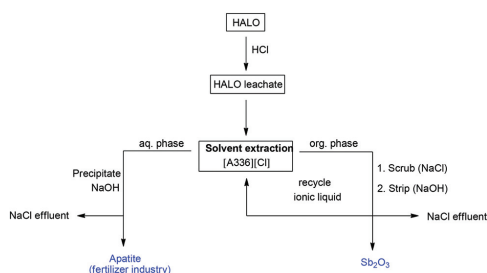 HALO
HCl
HALO leachate
aq. phase
Solvent extraction
[A336][Cl]
org. phase
Precipitate
NaOH
recycle
ionic liquid
1. Scrub (NaCl)
2. Strip (NaOH)
NaCl effluent
NaCl effluent
Apatite
(fertilizer industry)
Sb₂O₃